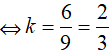 ⇔ k = 6/9 = 2/3